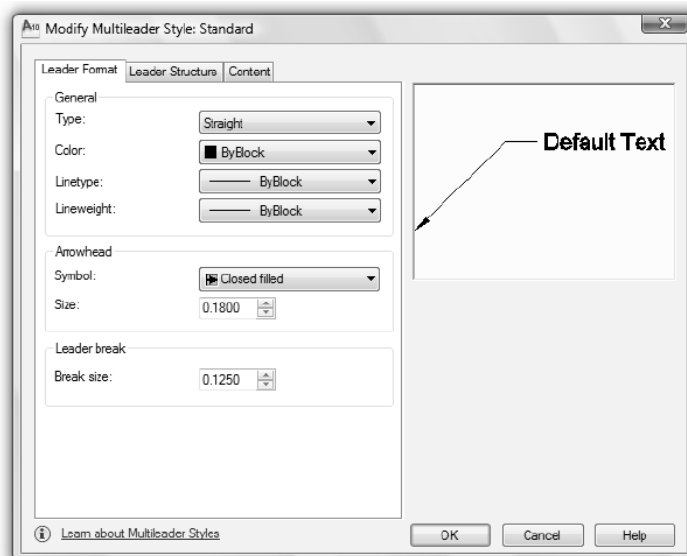 A10 Modify Multileader Style: Standard
X
Leader Format Leader Structure Content
General
Type: Straight
Color: ByBlock
Linetype: ByBlock
Lineweight: ByBlock
Arrowhead
Symbol: Closed filled
Size: 0.1800
Leader break
Break size: 0.1250
Default Text
Learn about Multileader Styles
OK Cancel Help